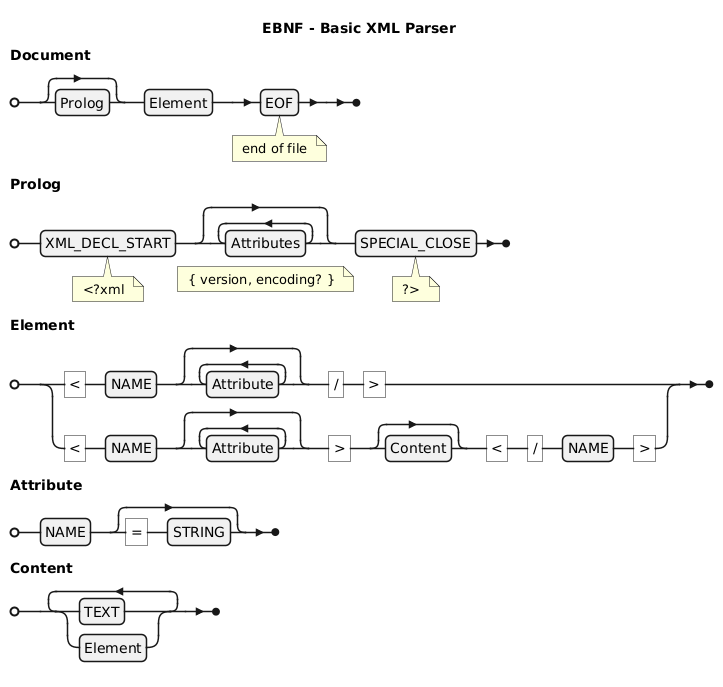 EBNF - Basic XML Parser
Document
Prolog Element EOF
end of file
Prolog
XML_DECL_START Attributes SPECIAL_CLOSE
<?xml { version, encoding? } ?>
Element
< NAME Attribute / >
< NAME Attribute > Content < / NAME >
Attribute
NAME = STRING
Content
TEXT
Element